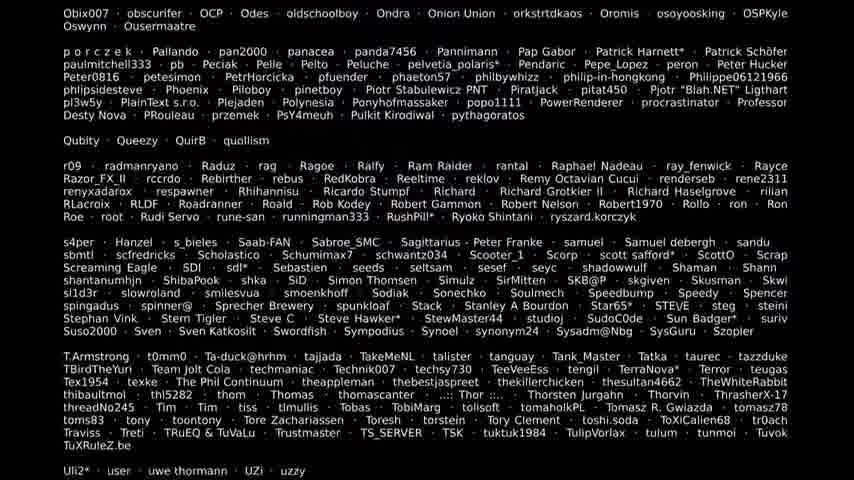 Obix007 · obscurifer · OCP · Odes · oldschoolboy · Ondra · Onion Union · orkstrtdkaos · Oromis · osoyoosking · OSPKyle
Oswynn · Ousermaatre
p o r c z e k · Pallando · pan2000 · panacea · panda7456 · Pannimann · Pap Gabor · Patrick Harnett* · Patrick Schöfer
paulmitchell333 · pb · Peciak · Pelle · Pelto · Peluche · pelvetia_polaris* · Pendaric · Pepe_Lopez · peron · Peter Hucker
Peter0816 · petesimon · PetrHorcicka · pfuender · phaeton57 · philbywhizz · philip-in-hongkong · Philippe06121966
phlipsidesteve · Phoenix · Piloboy · pinetboy · Piotr Stabulewicz PNT · Piratjack · pitat450 · Pjotr "Blah.NET" Ligthart
pl3w5y · PlainText s.r.o. · Plejaden · Polynesia · Ponyhofmassaker · popo1111 · PowerRenderer · procrastinator · Professor
Desty Nova · PRouleau · przemek · PsY4meuh · Pulkit Kirodiwal · pythagoratos
Qubity · Queezy · QuirB · quollism
r09 · radmanryano · Raduz · rag · Ragoe · Ralfy · Ram Raider · rantal · Raphael Nadeau · ray_fenwick · Rayce
Razor_FX_II · rccrdo · Rebirther · rebus · RedKobra · Reeltime · reklov · Remy Octavian Cucui · renderseb · rene2311
renyxadarox · respawner · Rhihannisu · Ricardo Stumpf · Richard · Richard Grotkier II · Richard Haselgrove · rilian
RLacroix · RLDF · Roadranner · Roald · Rob Kodey · Robert Gammon · Robert Nelson · Robert1970 · Rollo · ron · Ron
Roe · root · Rudi Servo · rune-san · runningman333 · RushPill* · Ryoko Shintani · ryszard.korczyk
s4per · Hanzel · s_bieles · Saab-FAN · Sabroe_SMC · Sagittarius - Peter Franke · samuel · Samuel debergh · sandu
sbmtl · scfredricks · Scholastico · Schumimax7 · schwantz034 · Scooter_1 · Scorp · scott safford* · ScottO · Scrap
Screaming Eagle · SDI · sdl* · Sebastien · seeds · seltsam · sesef · seyc · shadowwulf · Shaman · Shann
shantanumhjn · ShibaPook · shka · SiD · Simon Thomsen · Simulz · SirMitten · SKB@P · skgiven · Skusman · Skwl
sl1d3r · slowroland · smilesvua · smoenkhoff · Sodiak · Sonechko · Soulmech · Speedbump · Speedy · Spencer
spingadus · spinner@ · Sprecher Brewery · spunkloaf · Stack · Stanley A Bourdon · Star65* · STE\/E · steg · steini
Stephan Vink · Stern Tigler · Steve C · Steve Hawker* · StewMaster44 · studioj · SudoC0de · Sun Badger* · suriv
Suso2000 · Sven · Sven Katkosilt · Swordfish · Sympodius · Synoel · synonym24 · Sysadm@Nbg · SysGuru · Szopler
T.Armstrong · t0mm0 · Ta-duck@hrhm · tajjada · TakeMeNL · talister · tanguay · Tank_Master · Tatka · taurec · tazzduke
TBirdTheYuri · Team Jolt Cola · techmaniac · Technik007 · techsy730 · TeeVeeEss · tengil · TerraNova* · Terror · teugas
Tex1954 · texke · The Phil Continuum · theappleman · thebestjaspreet · thekillerchicken · thesultan4662 · TheWhiteRabbit
thibaultmol · thl5282 · thom · Thomas · thomascanter · ..:: Thor ::.. · Thorsten Jurgahn · Thorvin · ThrasherX-17
threadNo245 · Tim · Tim · tiss · tlmullis · Tobas · TobiMarg · tolisoft · tomaholkPL · Tomasz R. Gwiazda · tomasz78
toms83 · tony · toontony · Tore Zachariassen · Toresh · torstein · Tory Clement · toshi.soda · ToXiCalien68 · tr0ach
Traviss · Treti · TRuEQ & TuVaLu · Trustmaster · TS_SERVER · TSK · tuktuk1984 · TulipVorlax · tulum · tunmoi · Tuvok
TuXRuleZ.be
Uli2* · user · uwe thormann · UZi · uzzy